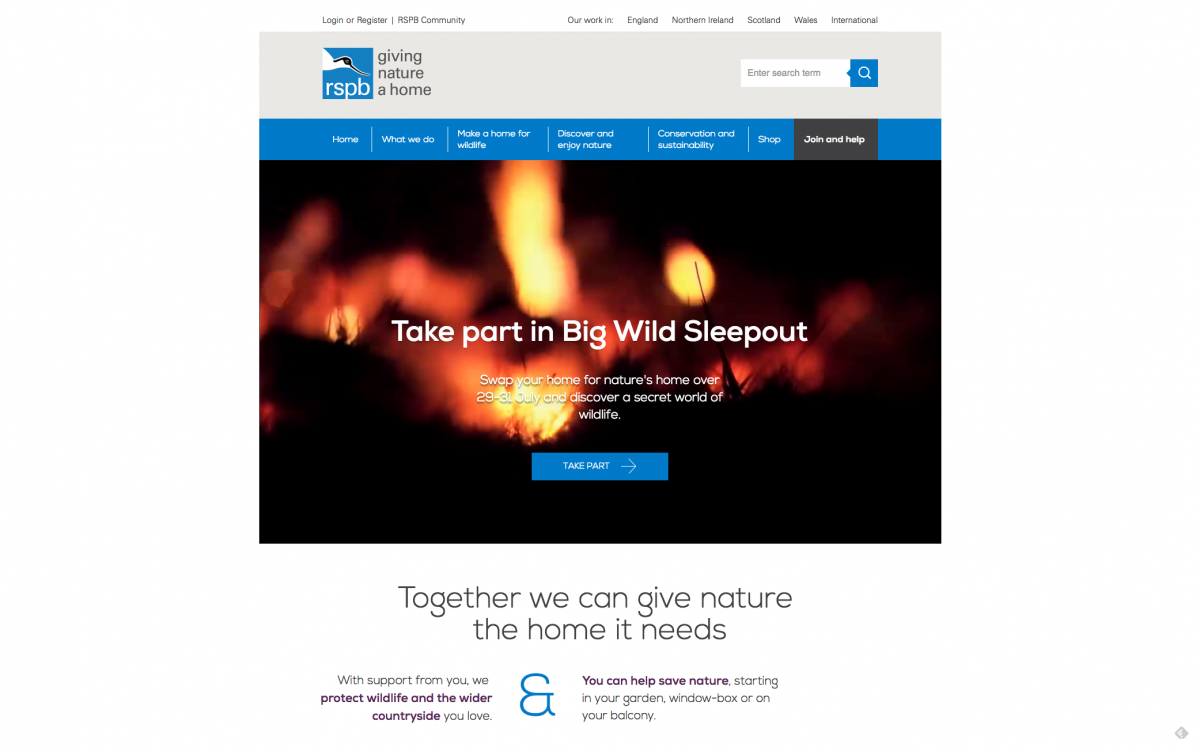 Login or Register | RSPB Community
Our work in: England Northern Ireland Scotland Wales International
giving
nature
a home
rspb
Enter search term
Home
What we do
Make a home for
wildlife
Discover and
enjoy nature
Conservation and
sustainability
Shop
Join and help
Take part in Big Wild Sleepout
Swap your home for nature's home over
29-31 July and discover a secret world of
wildlife.
TAKE PART
Together we can give nature
the home it needs
With support from you, we
protect wildlife and the wider
countryside you love.
&
You can help save nature, starting
in your garden, window-box or on
your balcony.